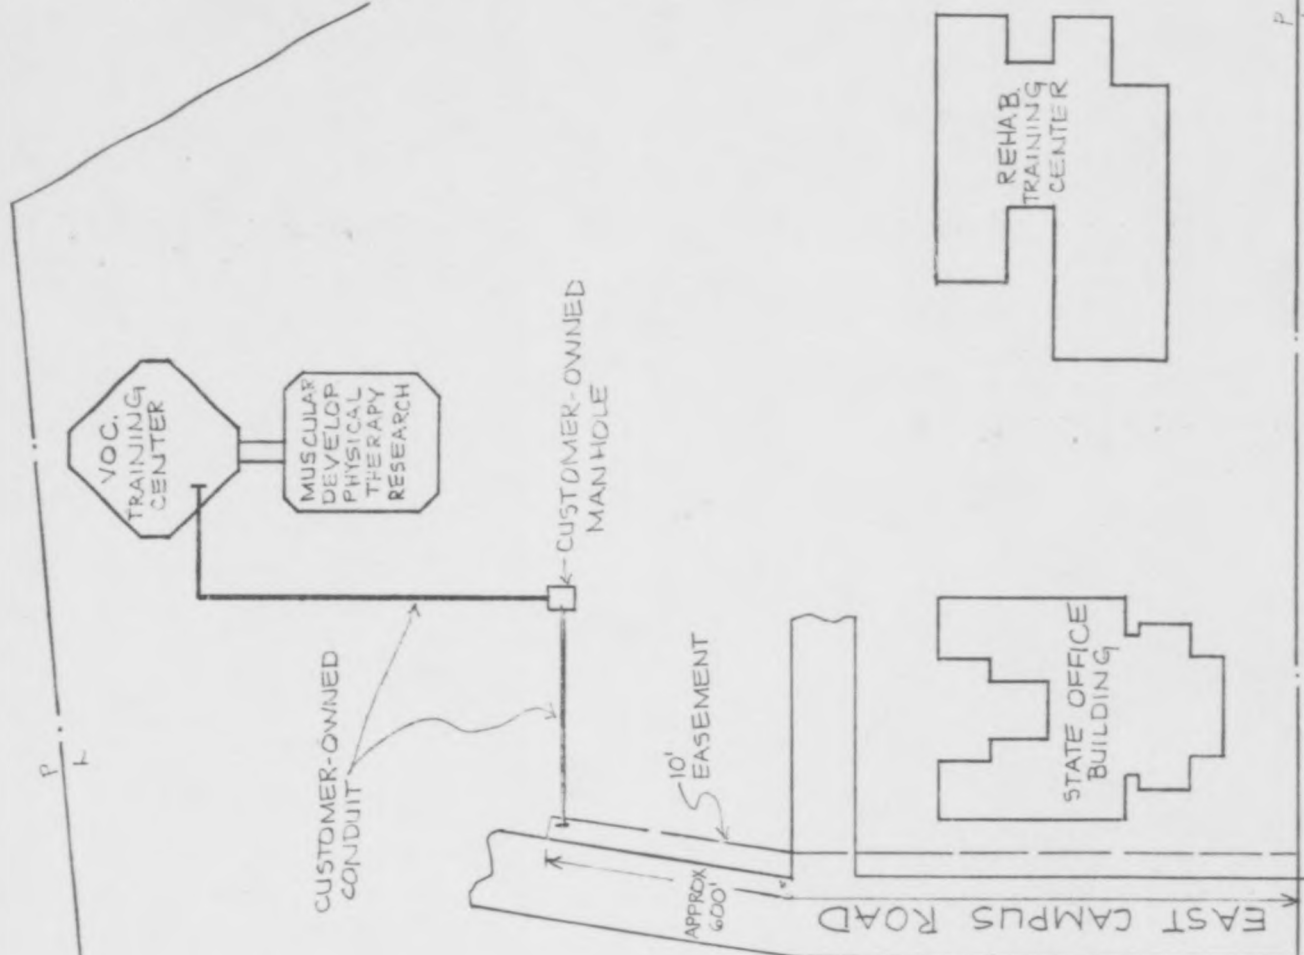 P
VOC.
TRAINING
CENTER
MUSCULAR
DEVELOP
PHYSICAL
THERAPY
RESEARCH
REHAB.
TRAINING
CENTER
CUSTOMER-OWNED
MANHOLE
CUSTOMER-OWNED
CONDUIT
P
L
10'
EASEMENT
APPROX
600'
STATE OFFICE
BUILDING
EAST CAMPUS ROAD